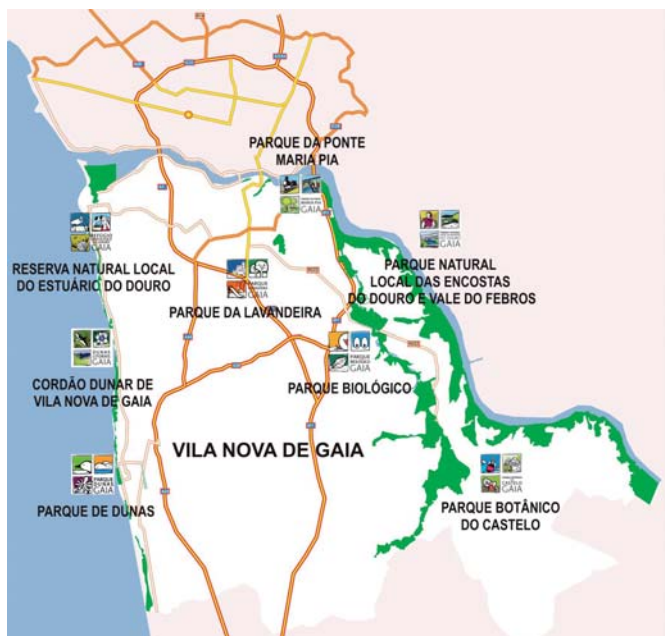 PARQUE DA PONTE
MARIA PIA
RESERVA NATURAL LOCAL
DO ESTUÁRIO DO DOURO
PARQUE NATURAL
LOCAL DAS ENCOSTAS
DO DOURO E VALE DO FEBROS
PARQUE DA LAVANDEIRA
CORDÃO DUNAR DE
VILA NOVA DE GAIA
PARQUE BIOLÓGICO
VILA NOVA DE GAIA
PARQUE DE DUNAS
PARQUE BOTÂNICO
DO CASTELO